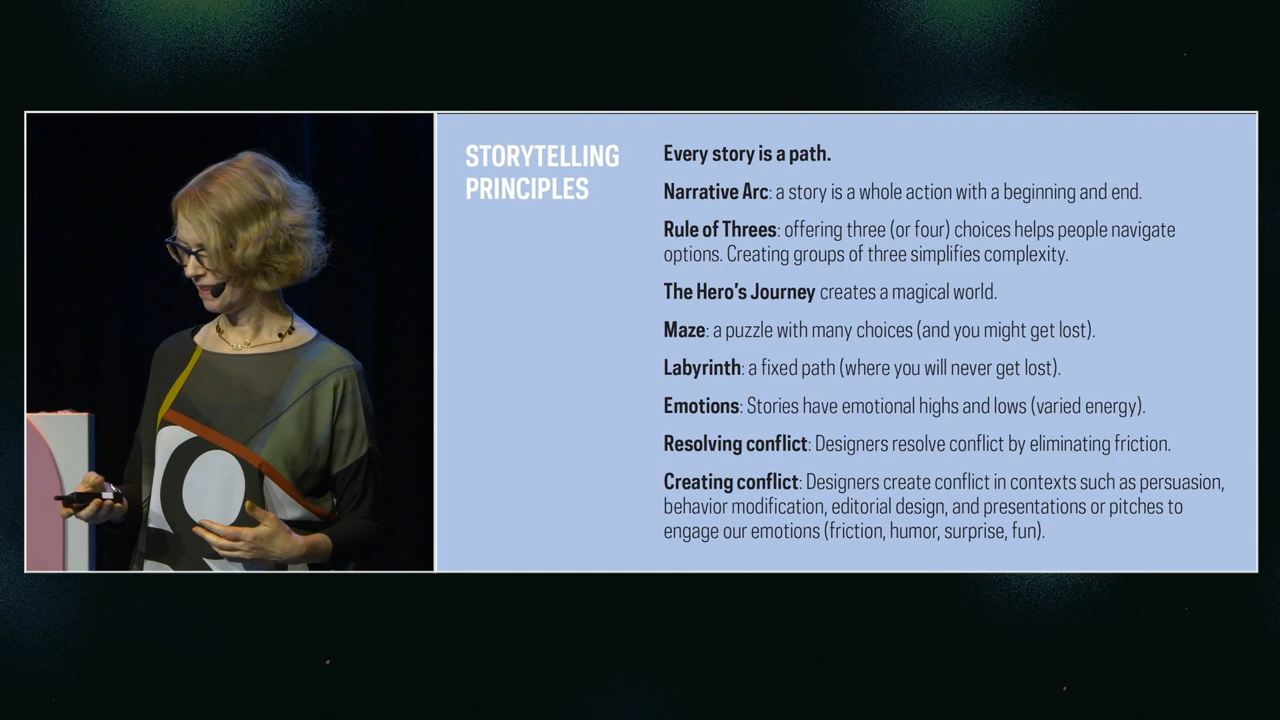 STORYTELLING
PRINCIPLES
Every story is a path.
Narrative Arc: a story is a whole action with a beginning and end.
Rule of Threes: offering three (or four) choices helps people navigate
options. Creating groups of three simplifies complexity.
The Hero’s Journey creates a magical world.
Maze: a puzzle with many choices (and you might get lost).
Labyrinth: a fixed path (where you will never get lost).
Emotions: Stories have emotional highs and lows (varied energy).
Resolving conflict: Designers resolve conflict by eliminating friction.
Creating conflict: Designers create conflict in contexts such as persuasion,
behavior modification, editorial design, and presentations or pitches to
engage our emotions (friction, humor, surprise, fun).